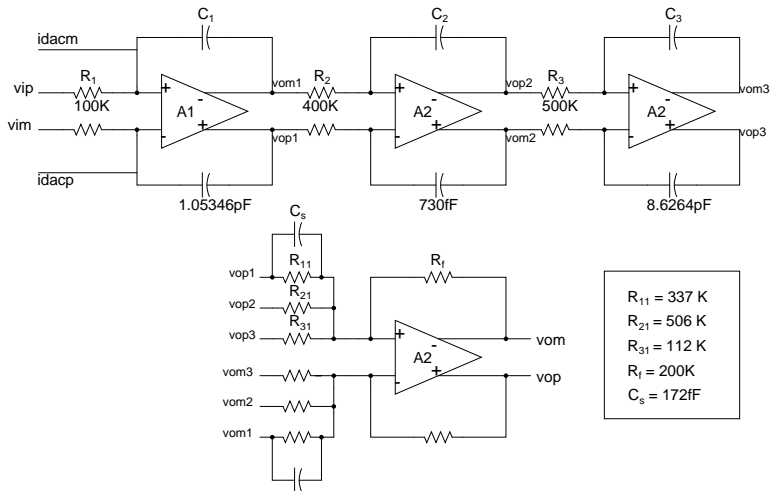 C1
C2
C3
idacm
vip
R1
100K
+
-
A1
-
+
vom1
R2
400K
+
-
A2
-
+
vop2
R3
500K
+
-
A2
-
+
vom3
vim
vop1
vom2
vop3
idacp
1.05346pF
730fF
8.6264pF
Cs
vop1
R11
Rf
vop2
R21
vop3
R31
+
-
A2
-
+
vom
vop
vom3
vom2
vom1
R11 = 337 K
R21 = 506 K
R31 = 112 K
Rf = 200K
Cs = 172fF